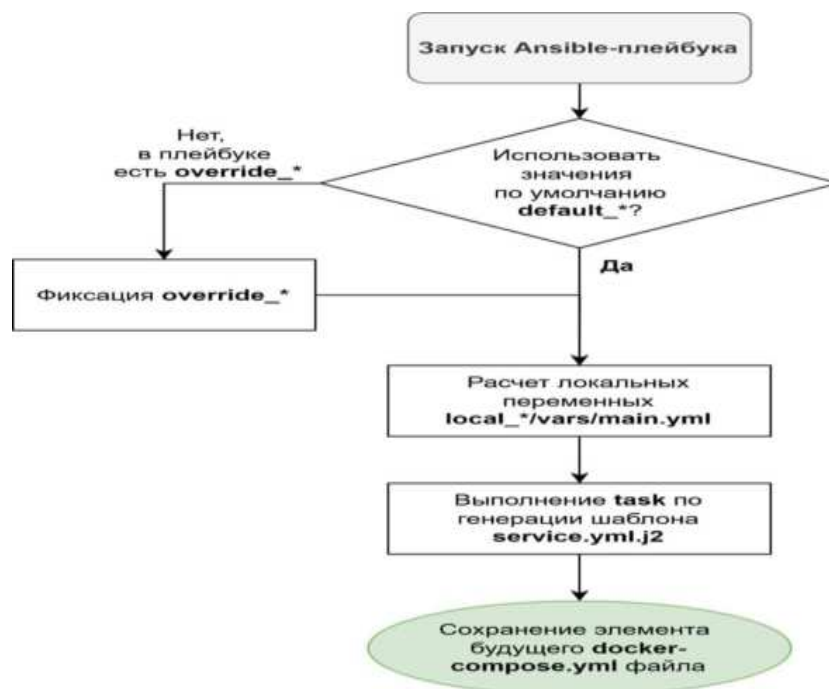 Запуск Ansible-плейбука
Использовать
значения
по умолчанию
default_*?
Нет,
в плейбуке
есть override_*
Да
Фиксация override_*
Расчет локальных
переменных
local_*/vars/main.yml
Выполнение task по
генерации шаблона
service.yml.j2
Сохранение элемента
будущего docker-
compose.yml файла